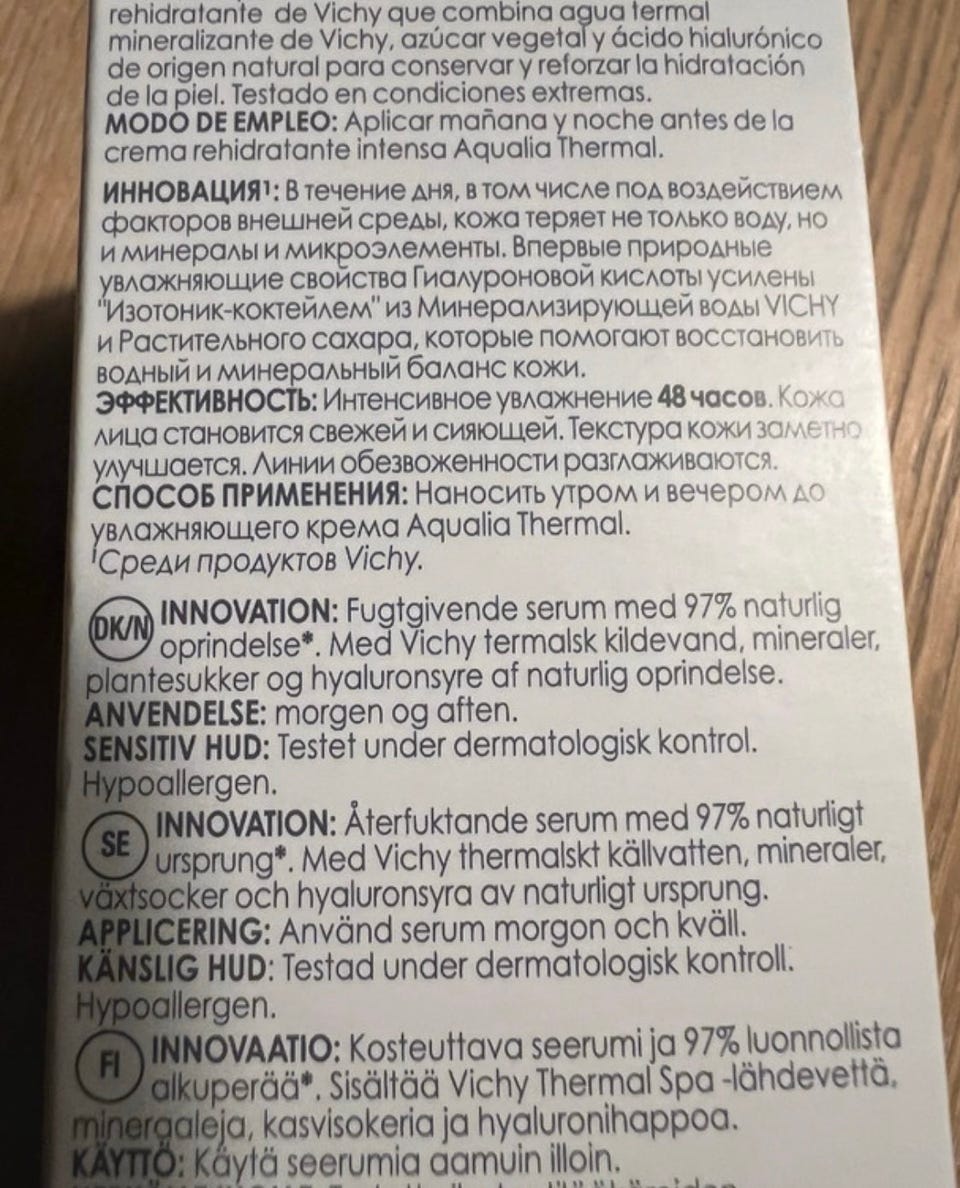 rehidratante de Vichy que combina agua termal
mineralizante de Vichy, azúcar vegetal y ácido hialurónico
de origen natural para conservar y reforzar la hidratación
de la piel. Testado en condiciones extremas.
MODO DE EMPLEO: Aplicar mañana y noche antes de la
crema rehidratante intensa Aqualia Thermal.
ИННОВАЦИЯ¹: В течение дня, в том числе под воздействием
факторов внешней среды, кожа теряет не только воду, но
и минералы и микроэлементы. Впервые природные
увлажняющие свойства Гиалуроновой кислоты усилены
"Изотоник-коктейлем" из Минерализирующей воды VICHY
и Растительного сахара, которые помогают восстановить
водный и минеральный баланс кожи.
ЭФФЕКТИВНОСТЬ: Интенсивное увлажнение 48 часов. Кожа
лица становится свежей и сияющей. Текстура кожи заметно
улучшается. Линии обезвоженности разглаживаются.
СПОСОБ ПРИМЕНЕНИЯ: Наносить утром и вечером до
увлажняющего крема Aqualia Thermal.
¹Среди продуктов Vichy.
DK/N INNOVATION: Fugtgivende serum med 97% naturlig
oprindelse*. Med Vichy termalsk kildevand, mineraler,
plantesukker og hyaluronsyre af naturlig oprindelse.
ANVENDELSE: morgen og aften.
SENSITIV HUD: Testet under dermatologisk kontrol.
Hypoallergen.
SE INNOVATION: Återfuktande serum med 97% naturligt
ursprung*. Med Vichy thermalskt källvatten, mineraler,
växtsocker och hyaluronsyra av naturligt ursprung.
APPLICERING: Använd serum morgon och kväll.
KÄNSLIG HUD: Testad under dermatologisk kontroll.
Hypoallergen.
FI INNOVAATIO: Kosteuttava seerumi ja 97% luonnollista
alkuperää*. Sisältää Vichy Thermal Spa -lähdevettä,
mineraaleja, kasvisokeria ja hyaluronihappoa.
KÄYTTÖ: Käytä seerumia aamuin illoin.